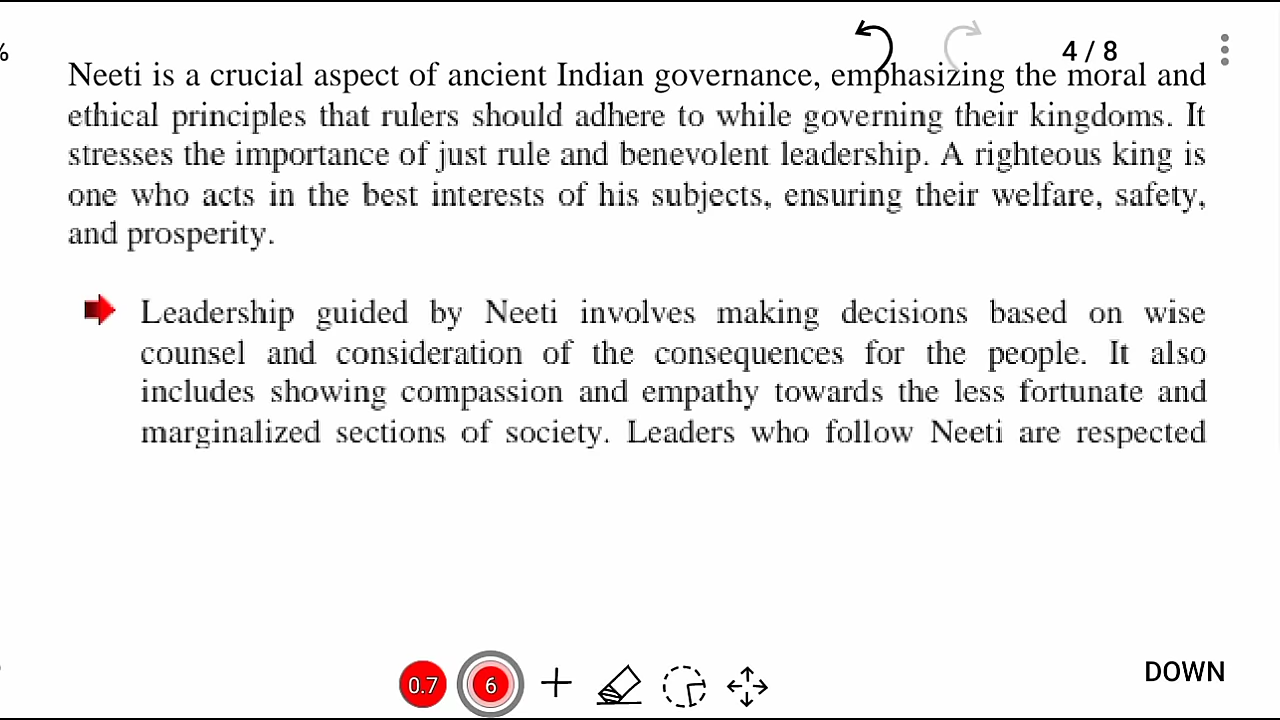 %
4 / 8
Neeti is a crucial aspect of ancient Indian governance, emphasizing the moral and
ethical principles that rulers should adhere to while governing their kingdoms. It
stresses the importance of just rule and benevolent leadership. A righteous king is
one who acts in the best interests of his subjects, ensuring their welfare, safety,
and prosperity.
Leadership guided by Neeti involves making decisions based on wise
counsel and consideration of the consequences for the people. It also
includes showing compassion and empathy towards the less fortunate and
marginalized sections of society. Leaders who follow Neeti are respected
0.7
6
DOWN